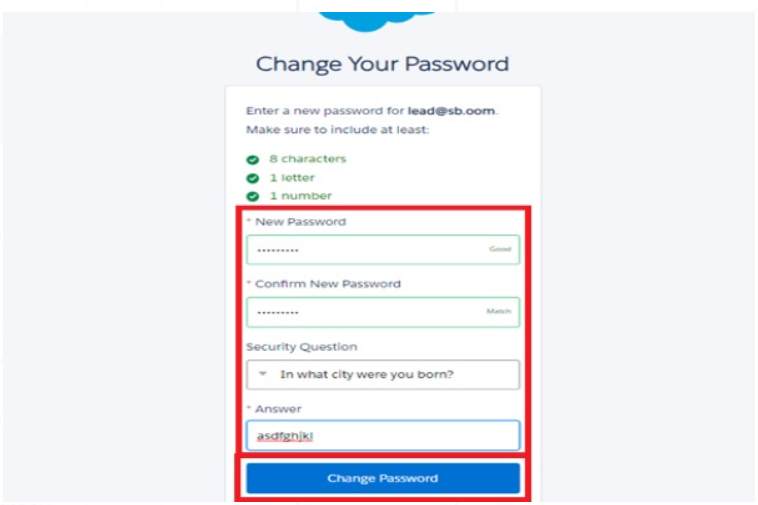 Change Your Password
Enter a new password for lead@sb.oom.
Make sure to include at least:
8 characters
1 letter
1 number
* New Password
••••••••• Good
* Confirm New Password
••••••••• Match
Security Question
In what city were you born?
* Answer
asdfghjkl
Change Password